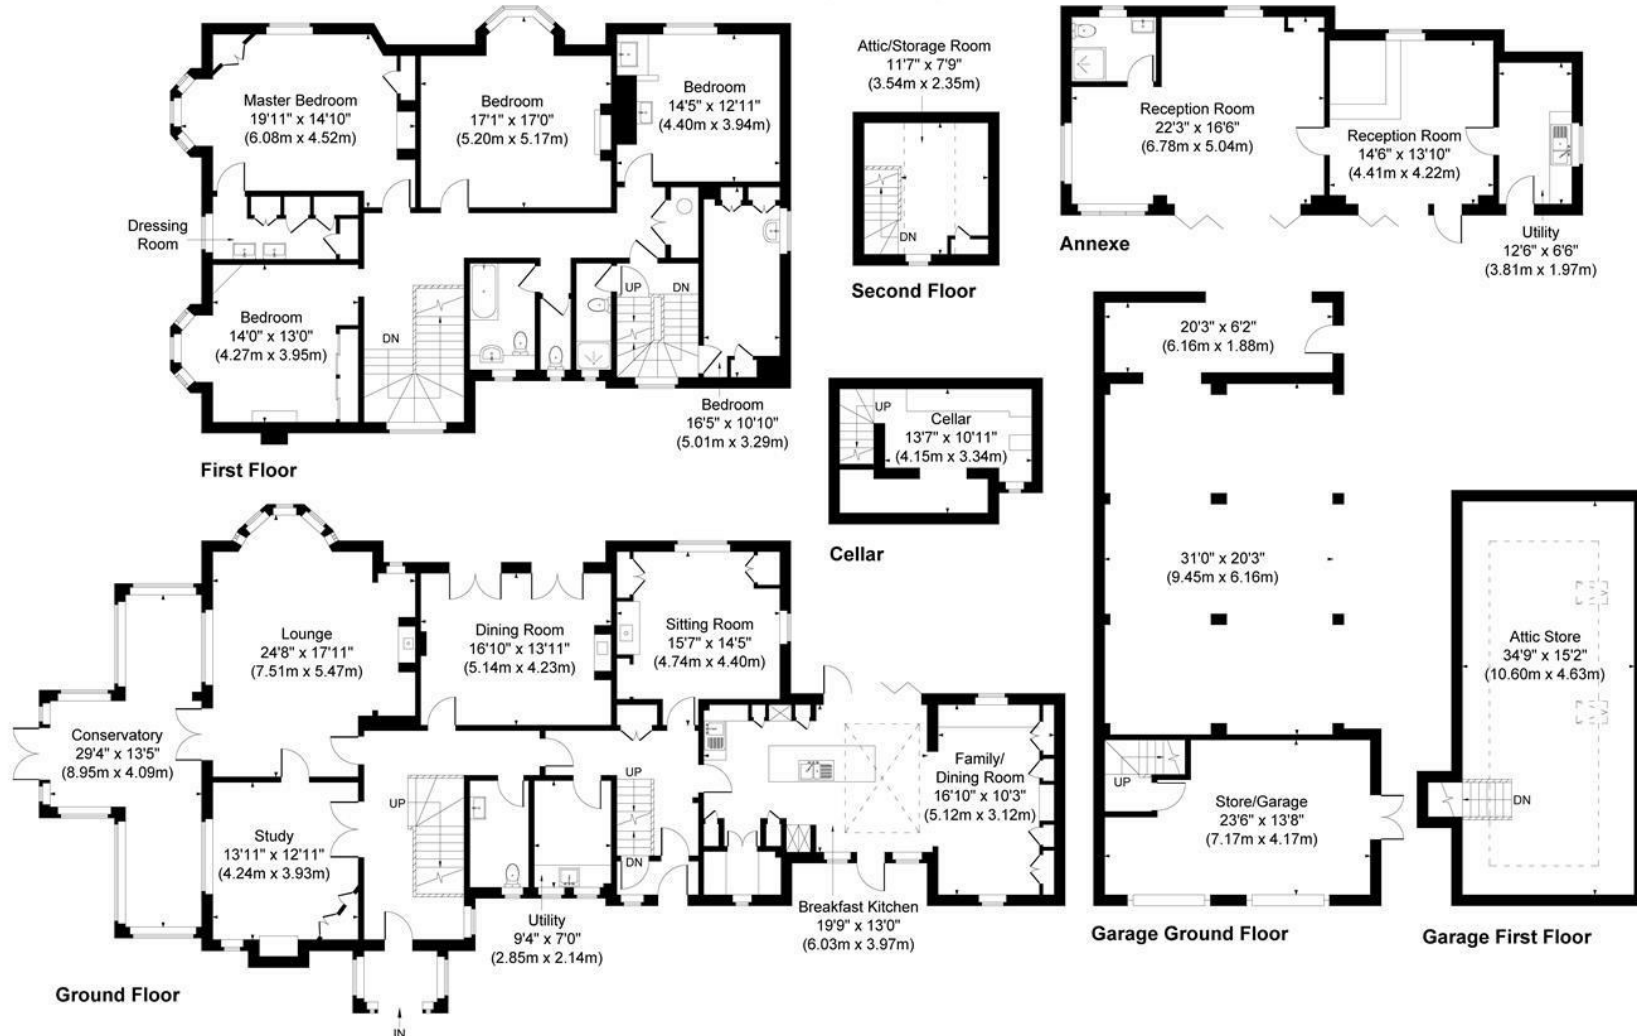 Master Bedroom
19'11" x 14'10"
(6.08m x 4.52m)
Bedroom
17'1" x 17'0"
(5.20m x 5.17m)
Bedroom
14'5" x 12'11"
(4.40m x 3.94m)
Dressing
Room
Bedroom
14'0" x 13'0"
(4.27m x 3.95m)
DN
UP
DN
Bedroom
16'5" x 10'10"
(5.01m x 3.29m)
First Floor
Attic/Storage Room
11'7" x 7'9"
(3.54m x 2.35m)
DN
Second Floor
Reception Room
22'3" x 16'6"
(6.78m x 5.04m)
Reception Room
14'6" x 13'10"
(4.41m x 4.22m)
Utility
12'6" x 6'6"
(3.81m x 1.97m)
Annexe
UP
Cellar
13'7" x 10'11"
(4.15m x 3.34m)
Cellar
20'3" x 6'2"
(6.16m x 1.88m)
31'0" x 20'3"
(9.45m x 6.16m)
UP
Store/Garage
23'6" x 13'8"
(7.17m x 4.17m)
Garage Ground Floor
Attic Store
34'9" x 15'2"
(10.60m x 4.63m)
DN
Garage First Floor
Lounge
24'8" x 17'11"
(7.51m x 5.47m)
Dining Room
16'10" x 13'11"
(5.14m x 4.23m)
Sitting Room
15'7" x 14'5"
(4.74m x 4.40m)
Conservatory
29'4" x 13'5"
(8.95m x 4.09m)
Study
13'11" x 12'11"
(4.24m x 3.93m)
UP
UP
DN
Family/
Dining Room
16'10" x 10'3"
(5.12m x 3.12m)
Utility
9'4" x 7'0"
(2.85m x 2.14m)
Breakfast Kitchen
19'9" x 13'0"
(6.03m x 3.97m)
Ground Floor
IN